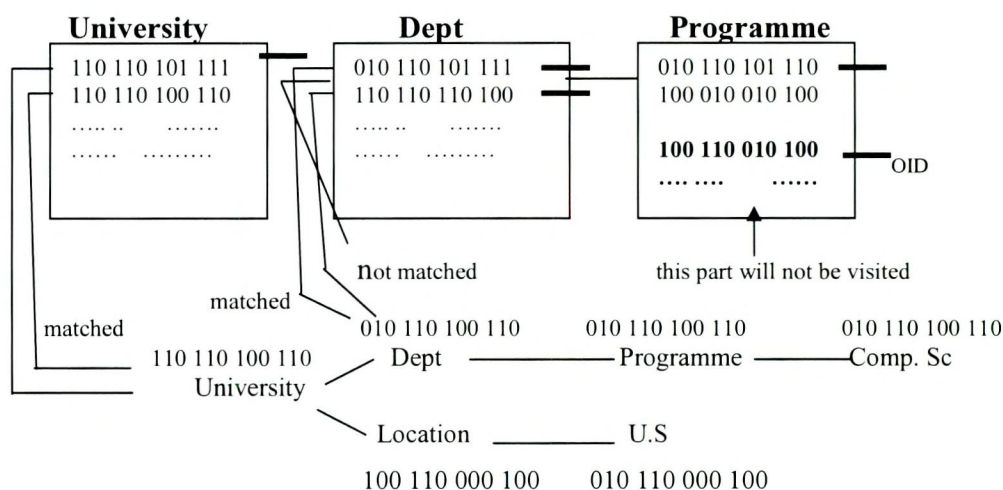 University Dept Programme
110 110 101 111 010 110 101 111 010 110 101 110
110 110 100 110 110 110 110 100 100 010 010 100
..... .. ....... ..... .. ....... 100 110 010 100
...... ......... ...... ......... .... .... ......
OID
not matched this part will not be visited
matched
matched 010 110 100 110 010 110 100 110 010 110 100 110
110 110 100 110 Dept Programme Comp. Sc
University
Location U.S
100 110 000 100 010 110 000 100